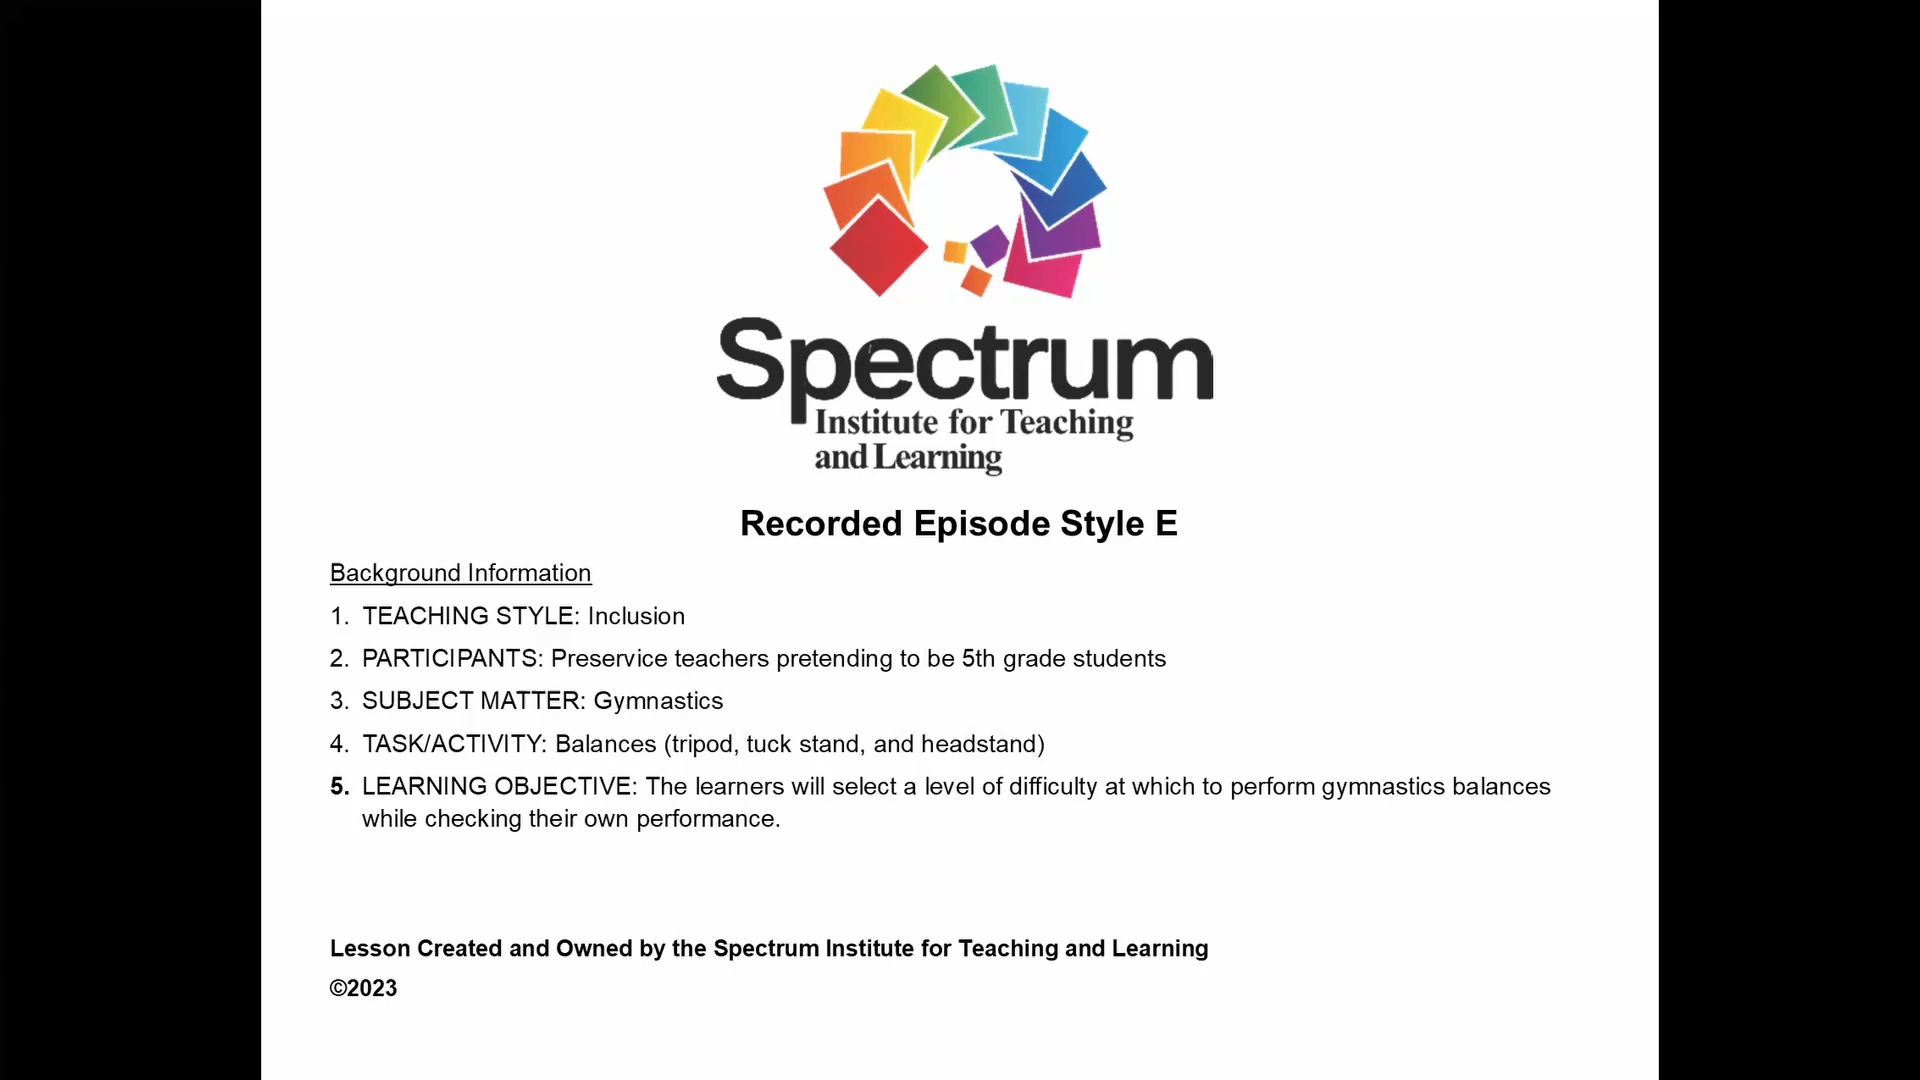 Spectrum
Institute for Teaching
and Learning
Recorded Episode Style E
Background Information
1. TEACHING STYLE: Inclusion
2. PARTICIPANTS: Preservice teachers pretending to be 5th grade students
3. SUBJECT MATTER: Gymnastics
4. TASK/ACTIVITY: Balances (tripod, tuck stand, and headstand)
5. LEARNING OBJECTIVE: The learners will select a level of difficulty at which to perform gymnastics balances
while checking their own performance.
Lesson Created and Owned by the Spectrum Institute for Teaching and Learning
©2023